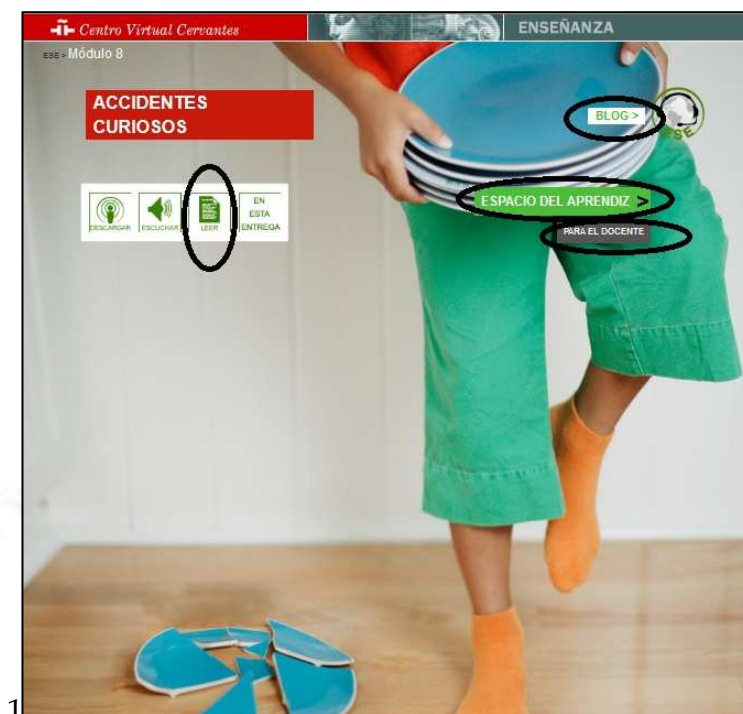 Centro Virtual Cervantes
ENSEÑANZA
ESE > Módulo 8
ACCIDENTES
CURIOSOS
BLOG >
ESE
DESCARGAR
ESCUCHAR
LEER
EN
ESTA
ENTREGA
ESPACIO DEL APRENDIZ >
PARA EL DOCENTE
1